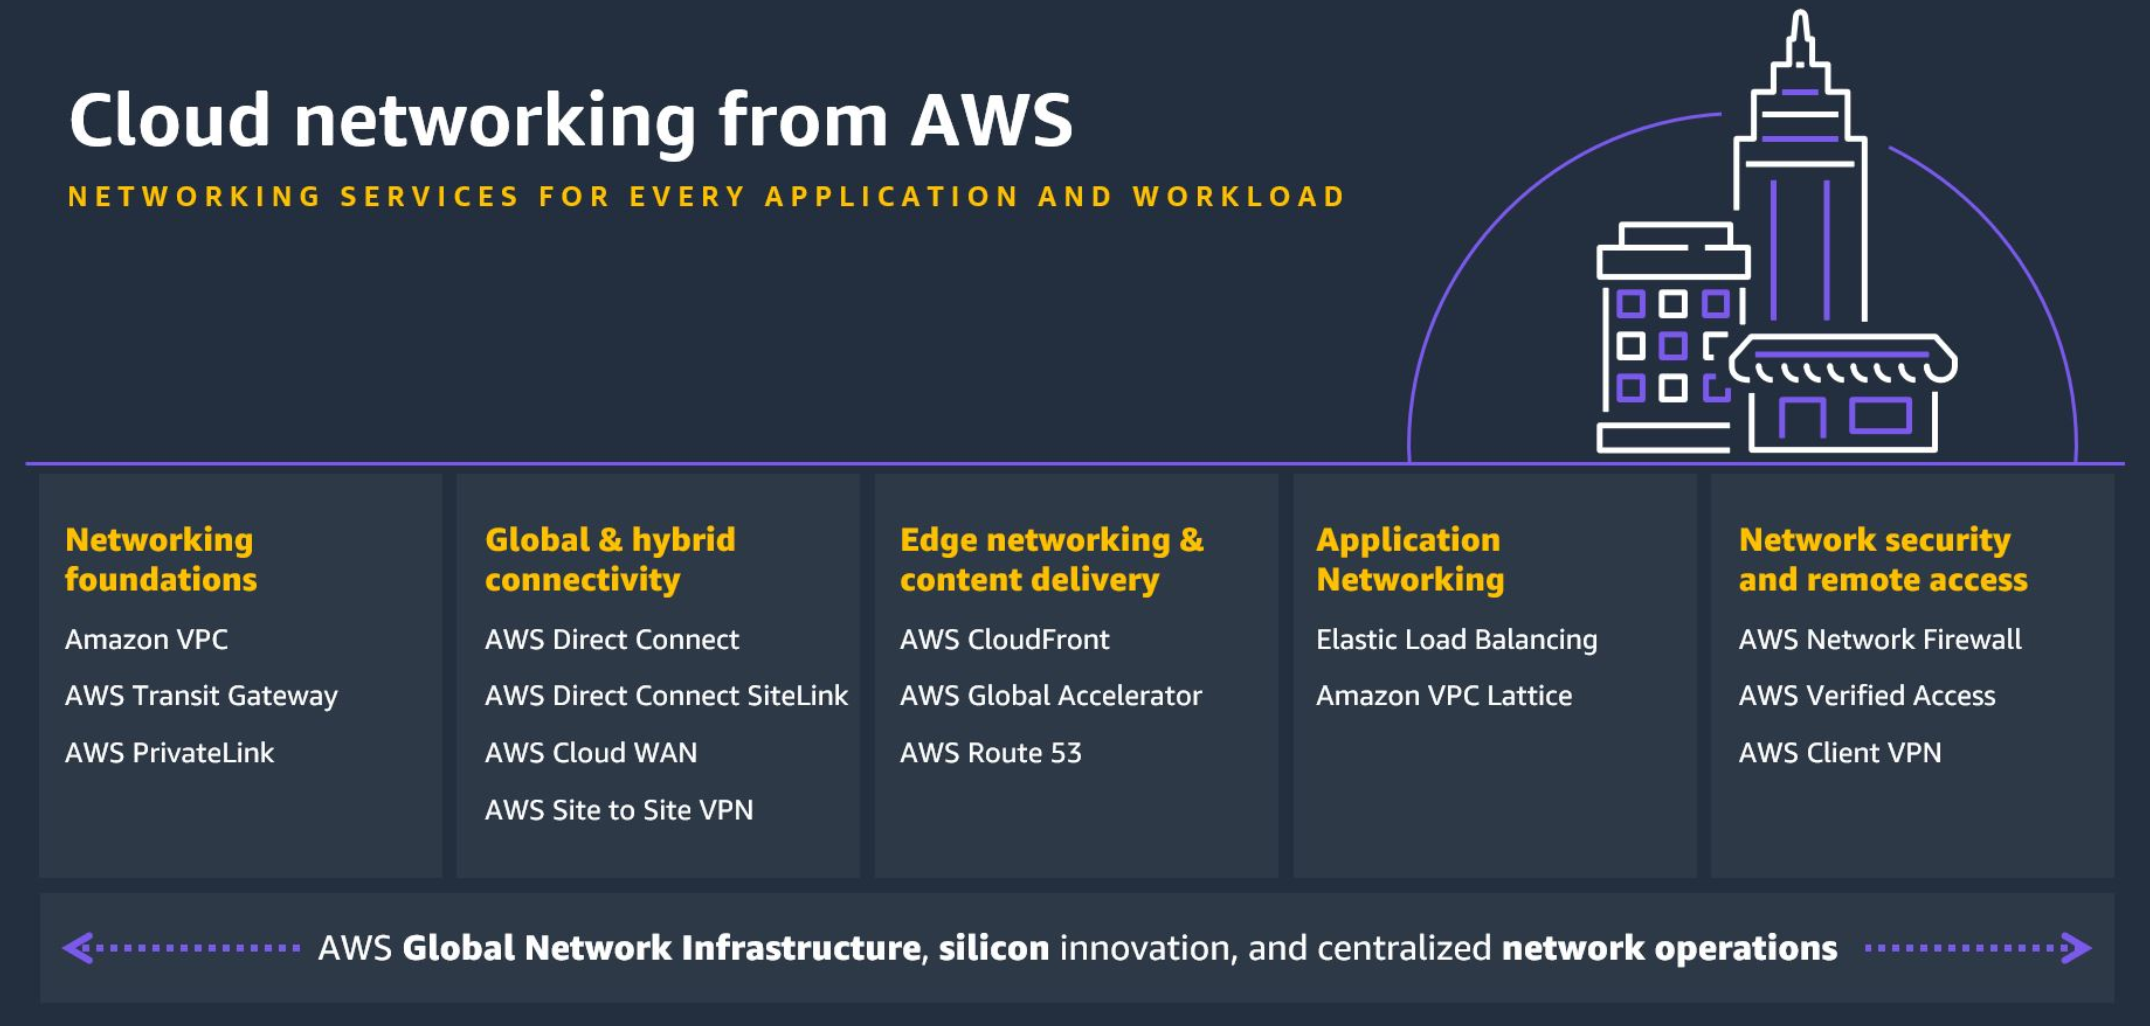 Cloud networking from AWS
NETWORKING SERVICES FOR EVERY APPLICATION AND WORKLOAD
Networking
foundations
Amazon VPC
AWS Transit Gateway
AWS PrivateLink
Global & hybrid
connectivity
AWS Direct Connect
AWS Direct Connect SiteLink
AWS Cloud WAN
AWS Site to Site VPN
Edge networking &
content delivery
AWS CloudFront
AWS Global Accelerator
AWS Route 53
Application
Networking
Elastic Load Balancing
Amazon VPC Lattice
Network security
and remote access
AWS Network Firewall
AWS Verified Access
AWS Client VPN
AWS Global Network Infrastructure, silicon innovation, and centralized network operations